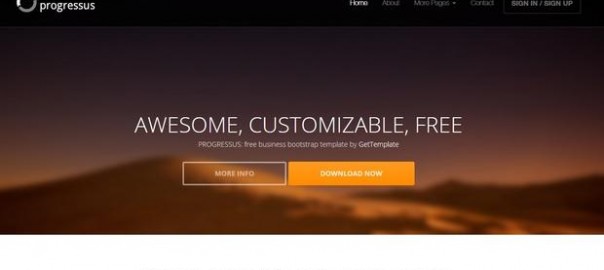 progressus
Home About More Pages Contact SIGN IN / SIGN UP
AWESOME, CUSTOMIZABLE, FREE
PROGRESSUS: free business bootstrap template by GetTemplate
MORE INFO DOWNLOAD NOW